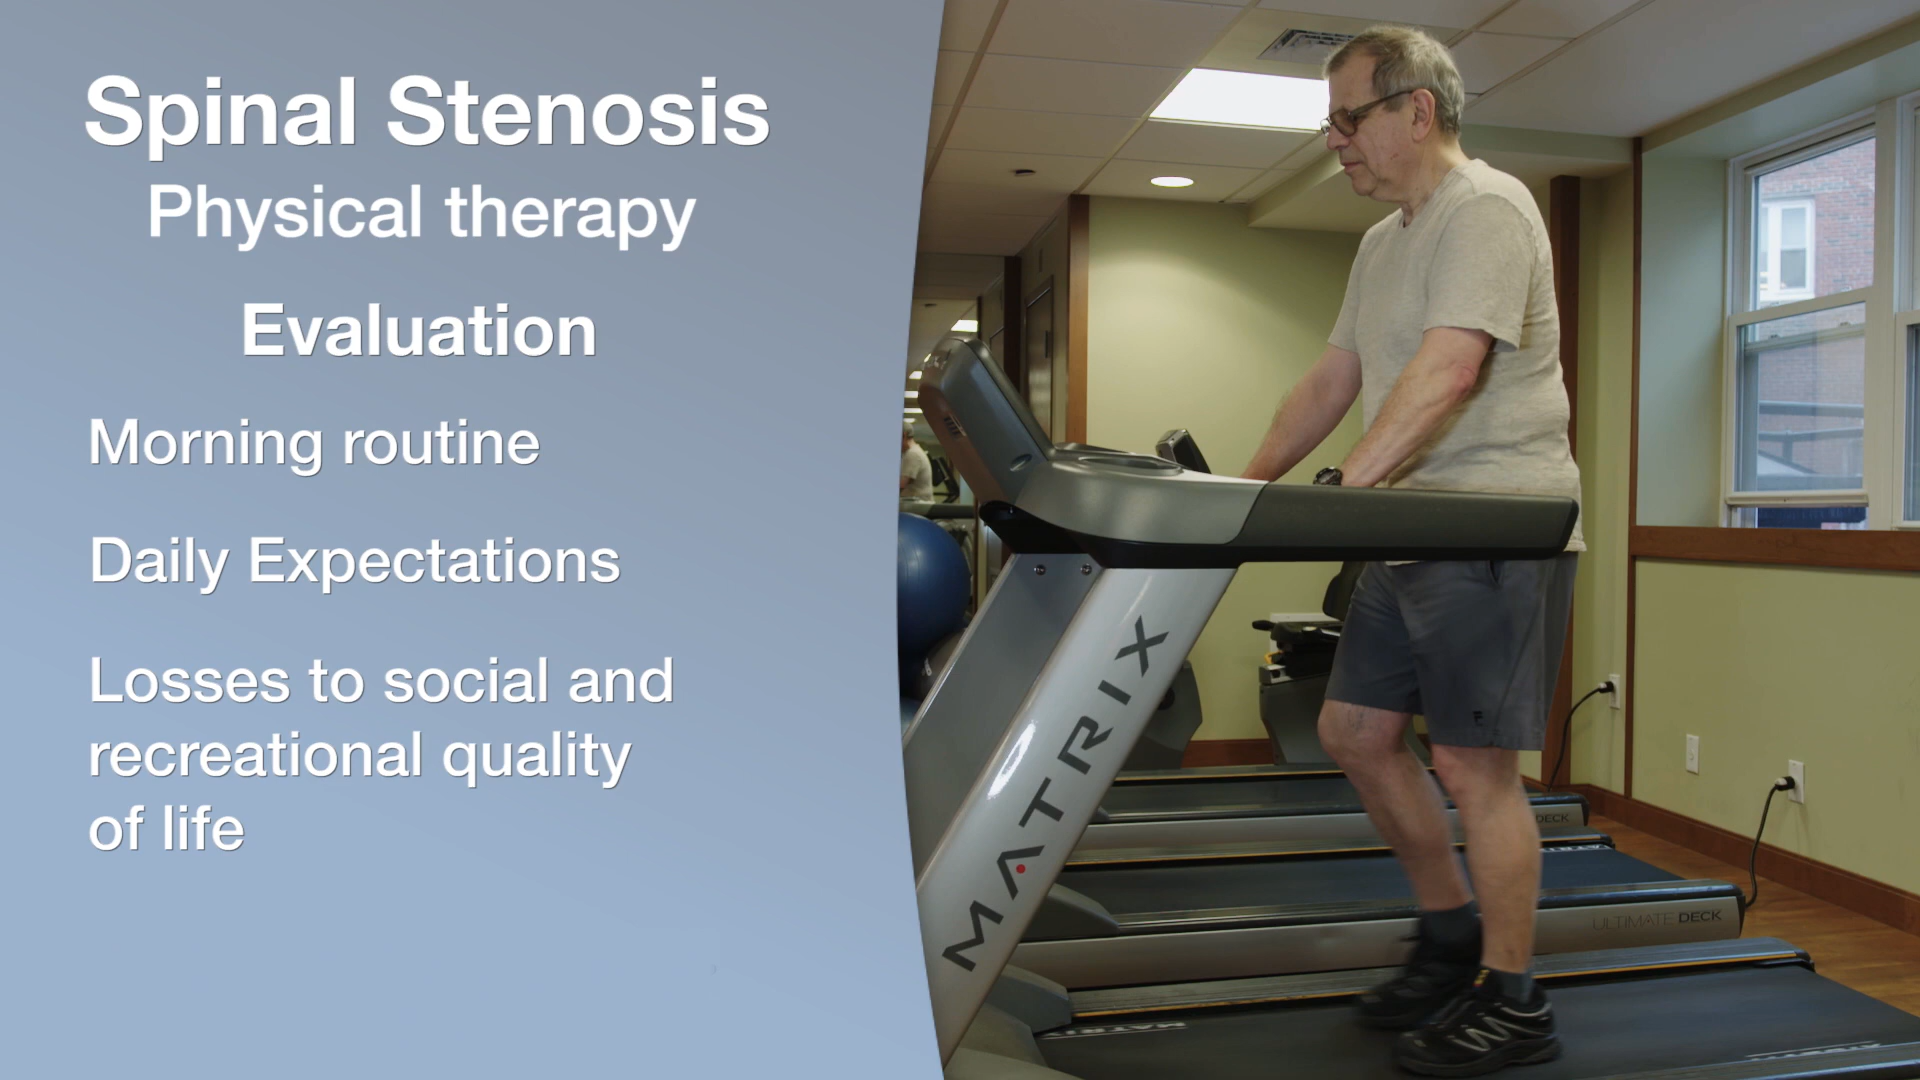 Spinal Stenosis
Physical therapy
Evaluation
Morning routine
Daily Expectations
Losses to social and
recreational quality
of life
MATRIX
DECK
ULTIMATE DECK
MATRIX